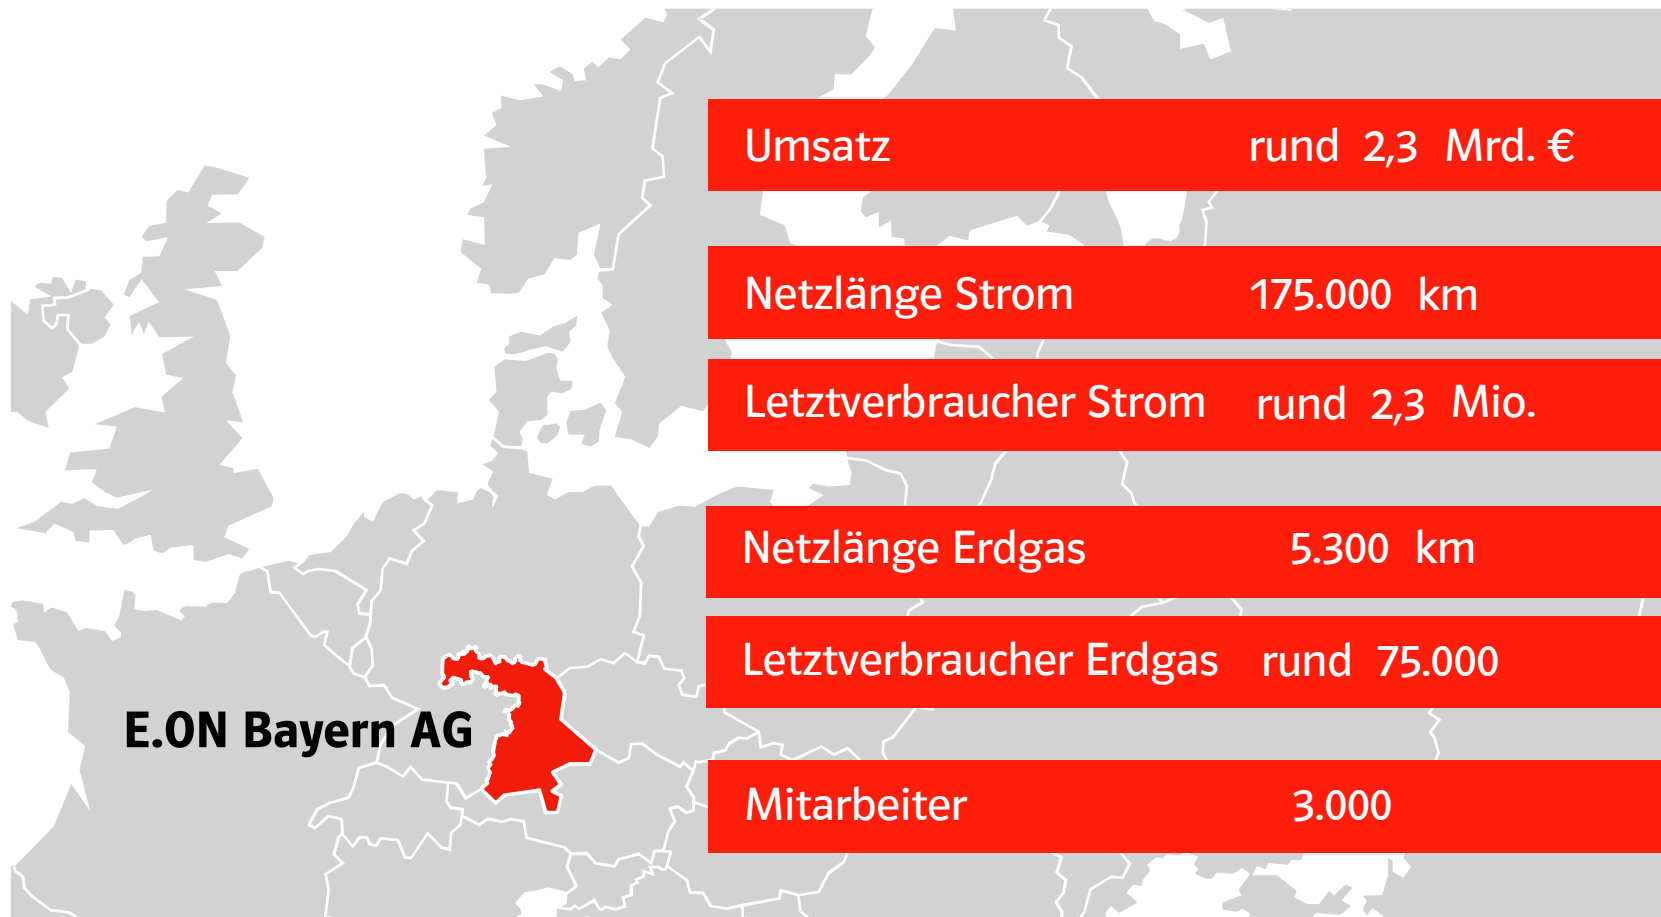 Umsatz rund 2,3 Mrd. €
Netzlänge Strom 175.000 km
Letztverbraucher Strom rund 2,3 Mio.
Netzlänge Erdgas 5.300 km
Letztverbraucher Erdgas rund 75.000
E.ON Bayern AG
Mitarbeiter 3.000